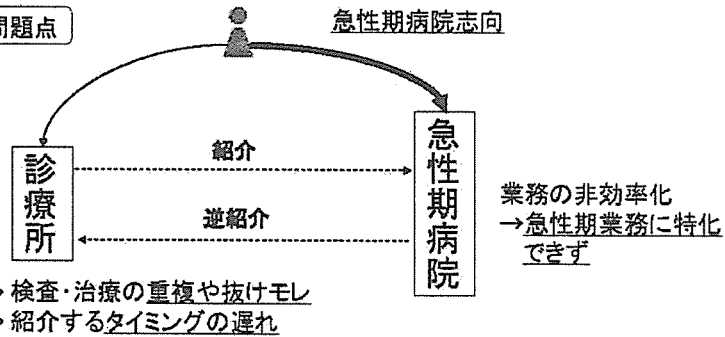 問題点
急性期病院志向
診療所
紹介
逆紹介
急性期病院
業務の非効率化
→急性期業務に特化
できず
検査・治療の重複や抜けモレ
紹介するタイミングの遅れ